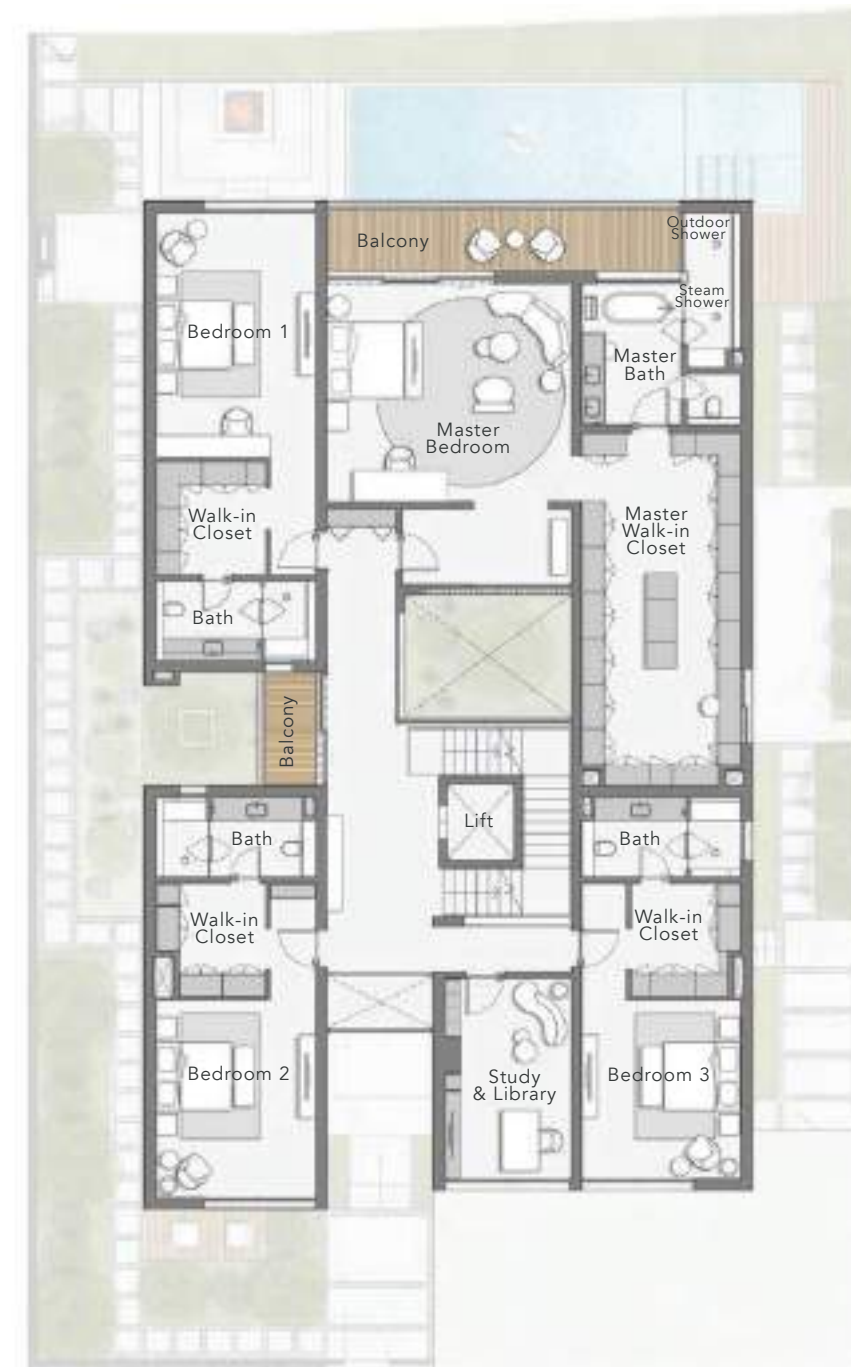 Outdoor
Shower
Balcony
Steam
Shower
Bedroom 1
Master
Bath
Master
Bedroom
Walk-in
Closet
Master
Walk-in
Closet
Bath
Balcony
Lift
Bath
Bath
Walk-in
Closet
Walk-in
Closet
Bedroom 2
Study
& Library
Bedroom 3